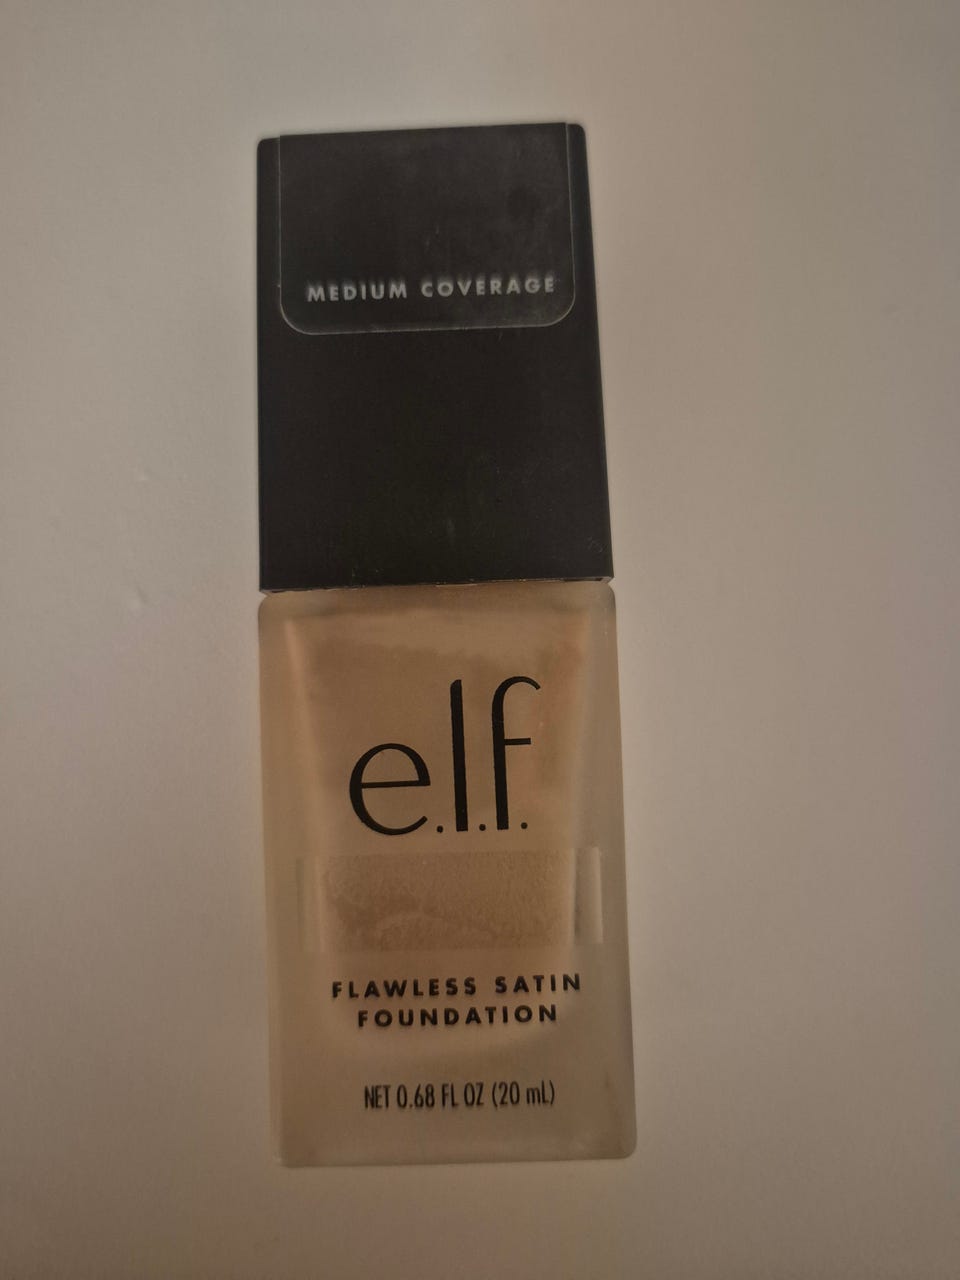 MEDIUM COVERAGE
e.l.f.
FLAWLESS SATIN
FOUNDATION
NET 0.68 FL OZ (20 mL)